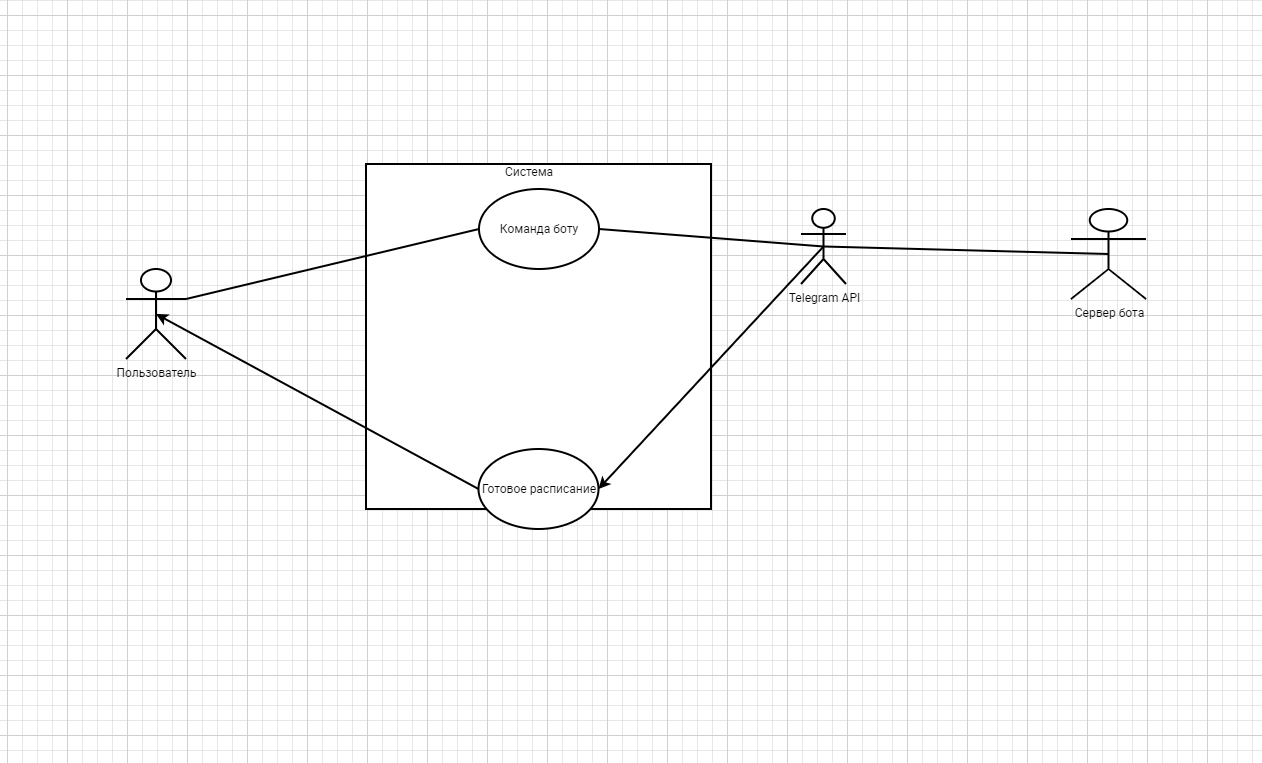 Система
Команда боту
Telegram API
Сервер бота
Пользователь
Готовое расписание